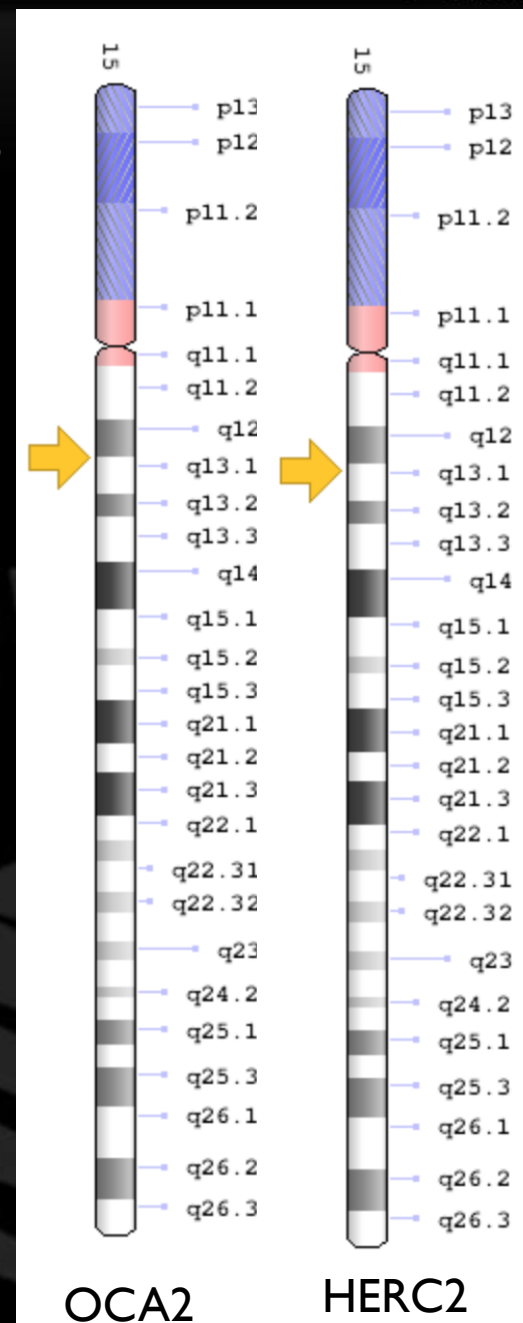 15
p13
p12
p11.2
p11.1
q11.1
q11.2
q12
q13.1
q13.2
q13.3
q14
q15.1
q15.2
q15.3
q21.1
q21.2
q21.3
q22.1
q22.31
q22.32
q23
q24.2
q25.1
q25.3
q26.1
q26.2
q26.3
OCA2
15
p13
p12
p11.2
p11.1
q11.1
q11.2
q12
q13.1
q13.2
q13.3
q14
q15.1
q15.2
q15.3
q21.1
q21.2
q21.3
q22.1
q22.31
q22.32
q23
q24.2
q25.1
q25.3
q26.1
q26.2
q26.3
HERC2